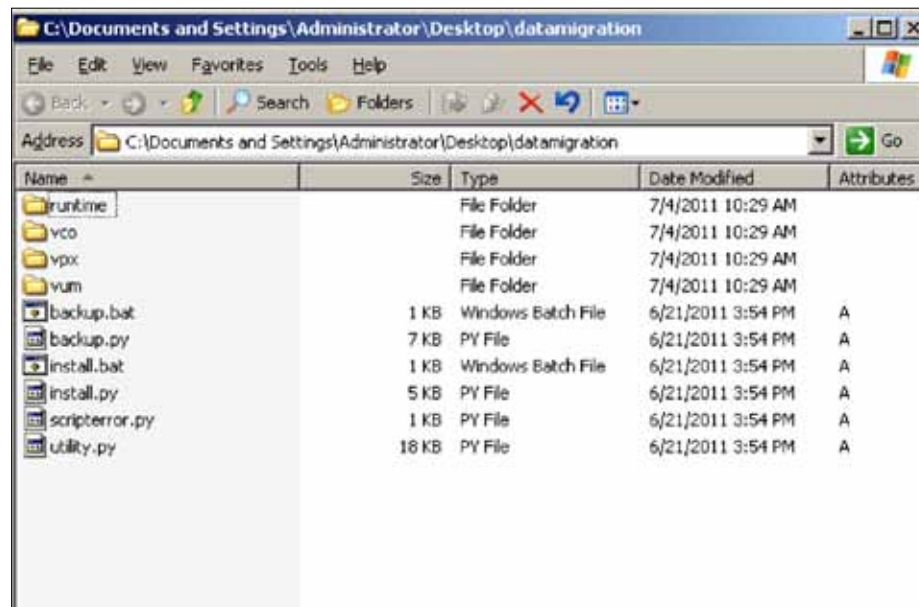 C:\Documents and Settings\Administrator\Desktop\datamigration
File Edit View Favorites Tools Help
Back Search Folders
Address C:\Documents and Settings\Administrator\Desktop\datamigration Go
Name Size Type Date Modified Attributes
runtime File Folder 7/4/2011 10:29 AM
vco File Folder 7/4/2011 10:29 AM
vpx File Folder 7/4/2011 10:29 AM
vum File Folder 7/4/2011 10:29 AM
backup.bat 1 KB Windows Batch File 6/21/2011 3:54 PM A
backup.py 7 KB PY File 6/21/2011 3:54 PM A
install.bat 1 KB Windows Batch File 6/21/2011 3:54 PM A
install.py 5 KB PY File 6/21/2011 3:54 PM A
scripterror.py 1 KB PY File 6/21/2011 3:54 PM A
utility.py 18 KB PY File 6/21/2011 3:54 PM A